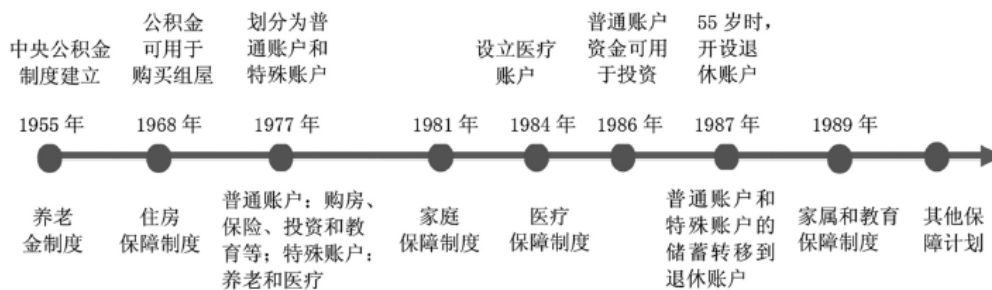 中央公积金
制度建立
公积金
可用于
购买组屋
划分为普
通账户和
特殊账户
设立医疗
账户
普通账户
资金可用
于投资
55 岁时,
开设退
休账户
1955 年
1968 年
1977 年
1981 年
1984 年
1986 年
1987 年
1989 年
养老
金制度
住房
保障制度
普通账户：购房、
保险、投资和教
育等；特殊账户：
养老和医疗
家庭
保障制度
医疗
保障制度
普通账户和
特殊账户的
储蓄转移到
退休账户
家属和教育
保障制度
其他保
障计划